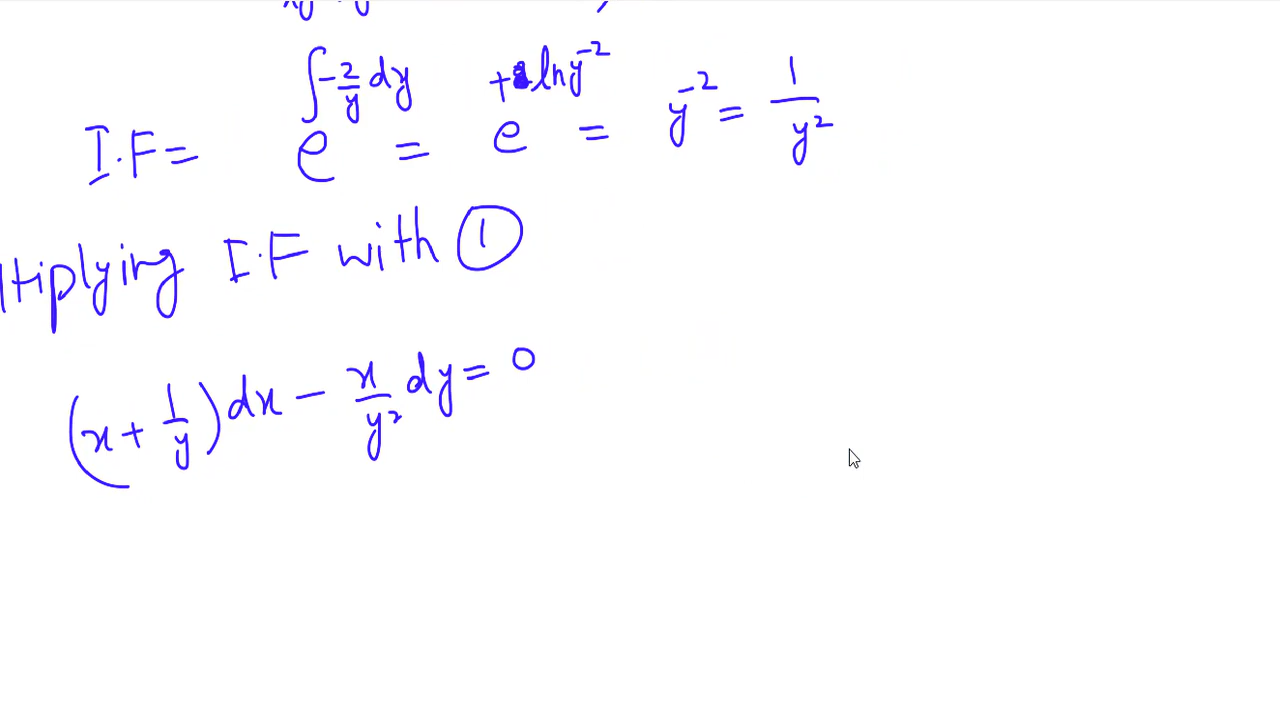 I.F = e^{∫-2/y dy} = e^{+ln y^{-2}} = y^{-2} = 1/y²
ltiplying I.F with ①
(x + 1/y) dx - x/y² dy = 0